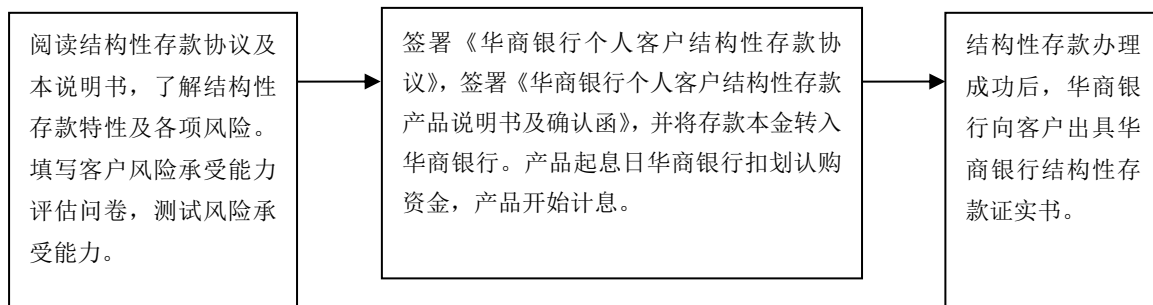 阅读结构性存款协议及
本说明书，了解结构性
存款特性及各项风险。
填写客户风险承受能力
评估问卷，测试风险承
受能力。
签署《华商银行个人客户结构性存款协
议》，签署《华商银行个人客户结构性存款
产品说明书及确认函》，并将存款本金转入
华商银行。产品起息日华商银行扣划认购
资金，产品开始计息。
结构性存款办理
成功后，华商银
行向客户出具华
商银行结构性存
款证实书。